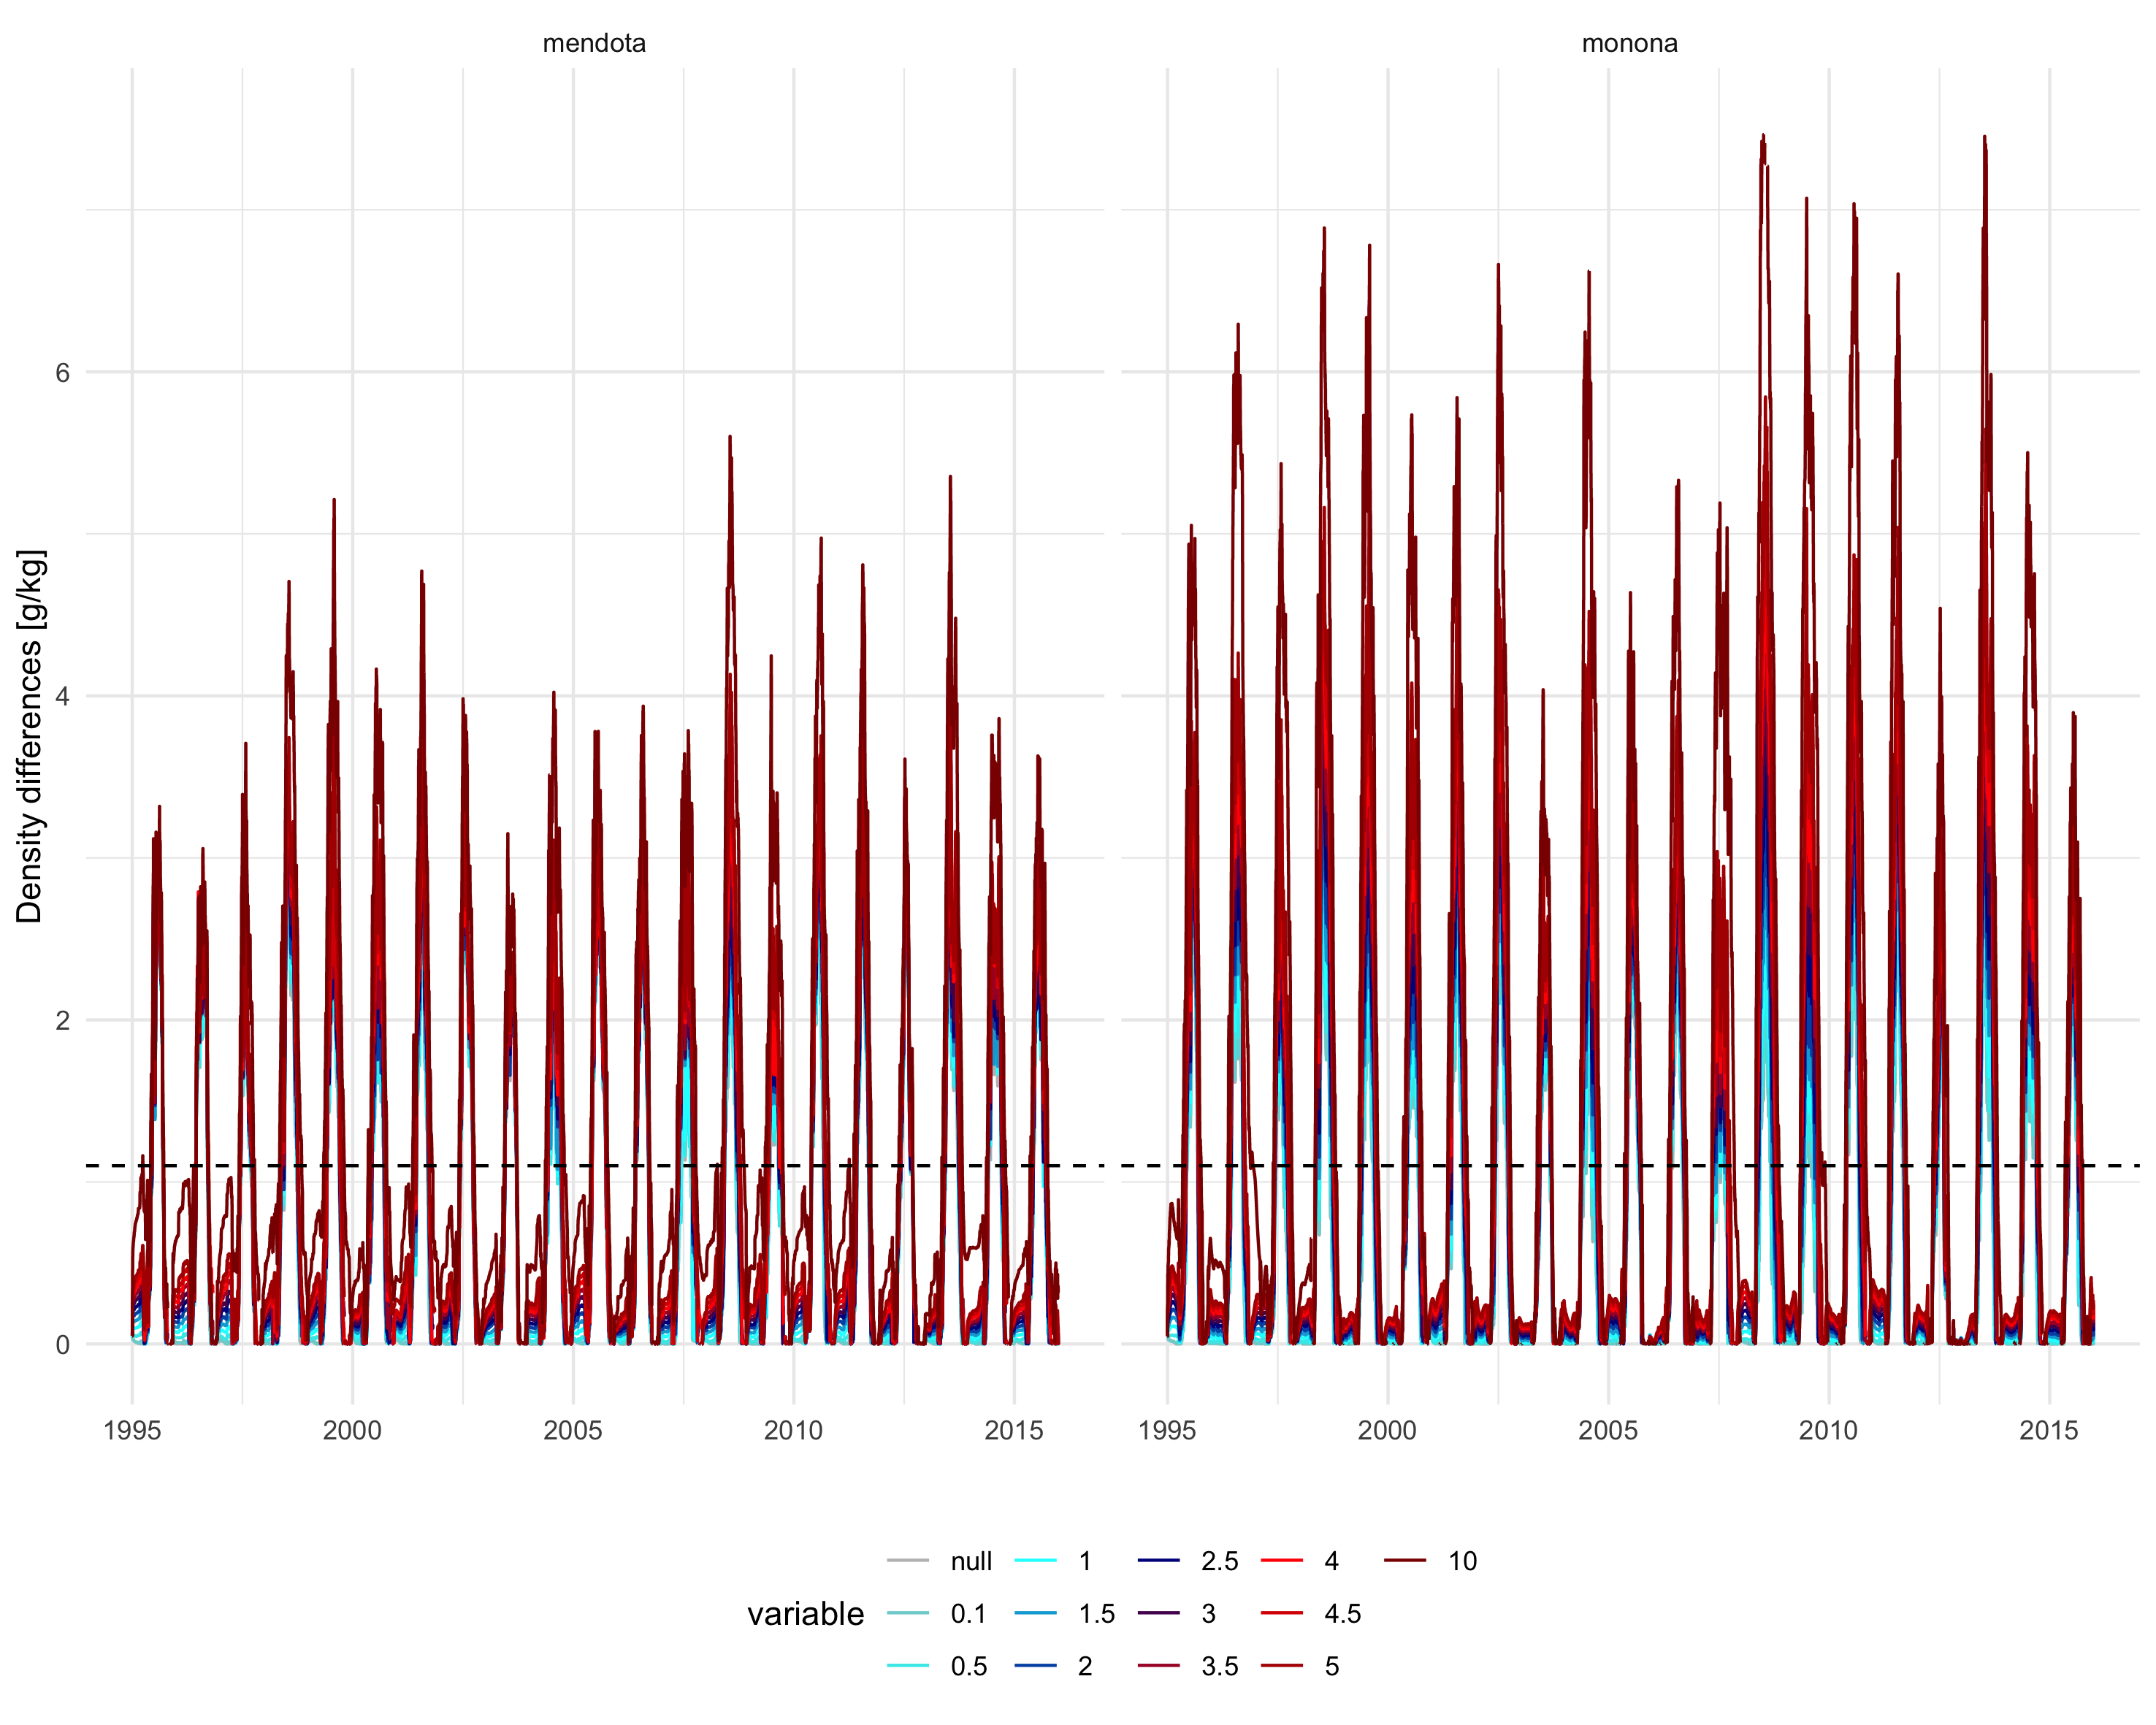 mendota monona
Density differences [g/kg]
6
4
2
0
1995 2000 2005 2010 2015 1995 2000 2005 2010 2015
variable
null 1 2.5 4 10
0.1 1.5 3 4.5
0.5 2 3.5 5